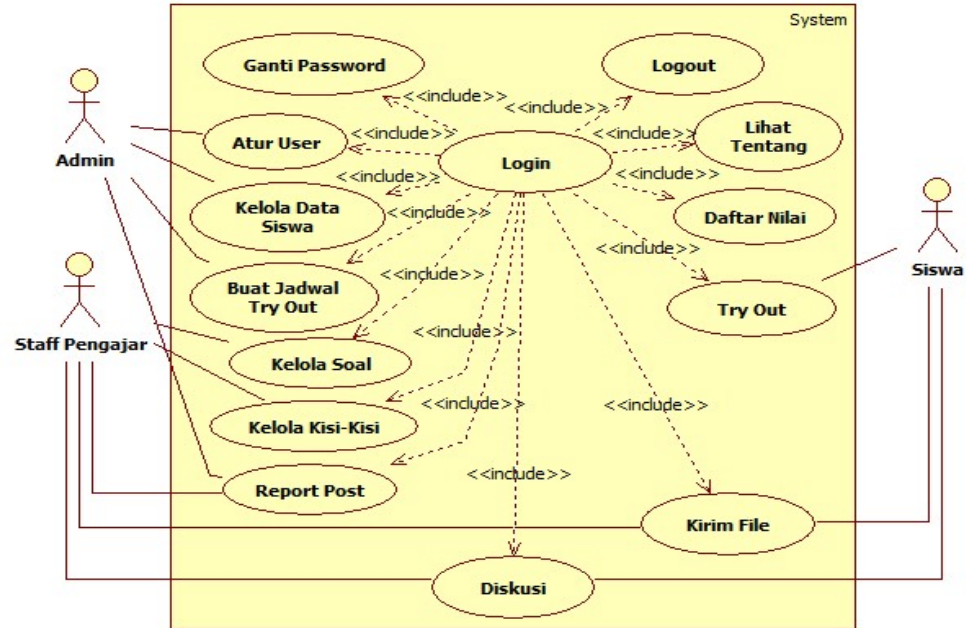 System
Ganti Password
Logout
<<include>>
<<include>>
Admin
Atur User
<<include>>
Login
<<include>>
Lihat
Tentang
Kelola Data
Siswa
<<include>>
<<include>>
<<include>>
Daftar Nilai
Siswa
Buat Jadwal
Try Out
<<include>>
<<include>>
Try Out
Staff Pengajar
Kelola Soal
Kelola Kisi-Kisi
<<include>>
<<include>>
Report Post
<<include>>
Kirim File
Diskusi